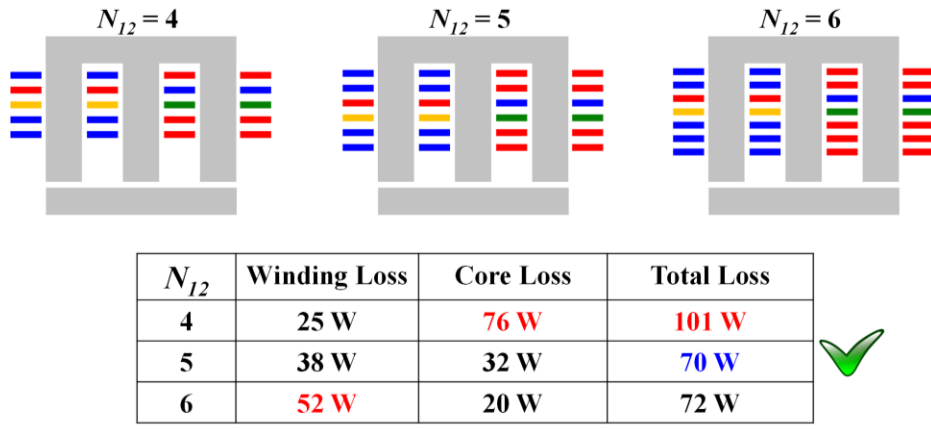 N12 = 4 N12 = 5 N12 = 6
N12 Winding Loss Core Loss Total Loss
4 25 W 76 W 101 W
5 38 W 32 W 70 W
6 52 W 20 W 72 W